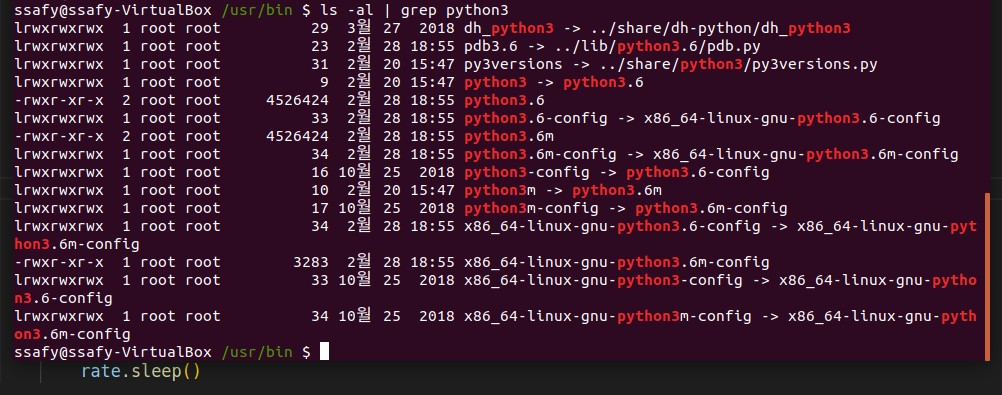 ssafy@ssafy-VirtualBox /usr/bin $ ls -al | grep python3
lrwxrwxrwx  1 root root       29  3월 27  2018 dh_python3 -> ../share/dh-python/dh_python3
lrwxrwxrwx  1 root root       23  2월 28 18:55 pdb3.6 -> ../lib/python3.6/pdb.py
lrwxrwxrwx  1 root root       31  2월 20 15:47 py3versions -> ../share/python3/py3versions.py
lrwxrwxrwx  1 root root        9  2월 20 15:47 python3 -> python3.6
-rwxr-xr-x  2 root root  4526424  2월 28 18:55 python3.6
lrwxrwxrwx  1 root root       33  2월 28 18:55 python3.6-config -> x86_64-linux-gnu-python3.6-config
-rwxr-xr-x  2 root root  4526424  2월 28 18:55 python3.6m
lrwxrwxrwx  1 root root       34  2월 28 18:55 python3.6m-config -> x86_64-linux-gnu-python3.6m-config
lrwxrwxrwx  1 root root       16 10월 25  2018 python3-config -> python3.6-config
lrwxrwxrwx  1 root root       10  2월 20 15:47 python3m -> python3.6m
lrwxrwxrwx  1 root root       17 10월 25  2018 python3m-config -> python3.6m-config
lrwxrwxrwx  1 root root       34  2월 28 18:55 x86_64-linux-gnu-python3.6-config -> x86_64-linux-gnu-pyt
hon3.6m-config
-rwxr-xr-x  1 root root     3283  2월 28 18:55 x86_64-linux-gnu-python3.6m-config
lrwxrwxrwx  1 root root       33 10월 25  2018 x86_64-linux-gnu-python3-config -> x86_64-linux-gnu-pytho
n3.6-config
lrwxrwxrwx  1 root root       34 10월 25  2018 x86_64-linux-gnu-python3m-config -> x86_64-linux-gnu-pyth
on3.6m-config
ssafy@ssafy-VirtualBox /usr/bin $
rate.sleep()